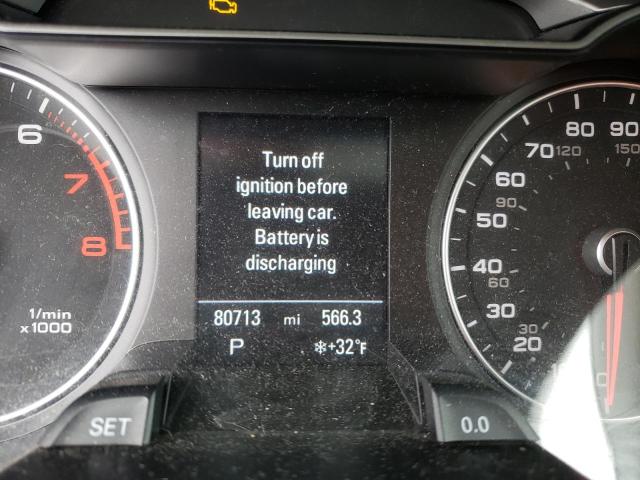 Turn off
ignition before
leaving car.
Battery is
discharging
80713 mi 566.3
P ❄+32°F
6
7
8
1/min
x1000
SET
0.0
90
150
80
70 120
60
90
50
40
60
30
30
20
0